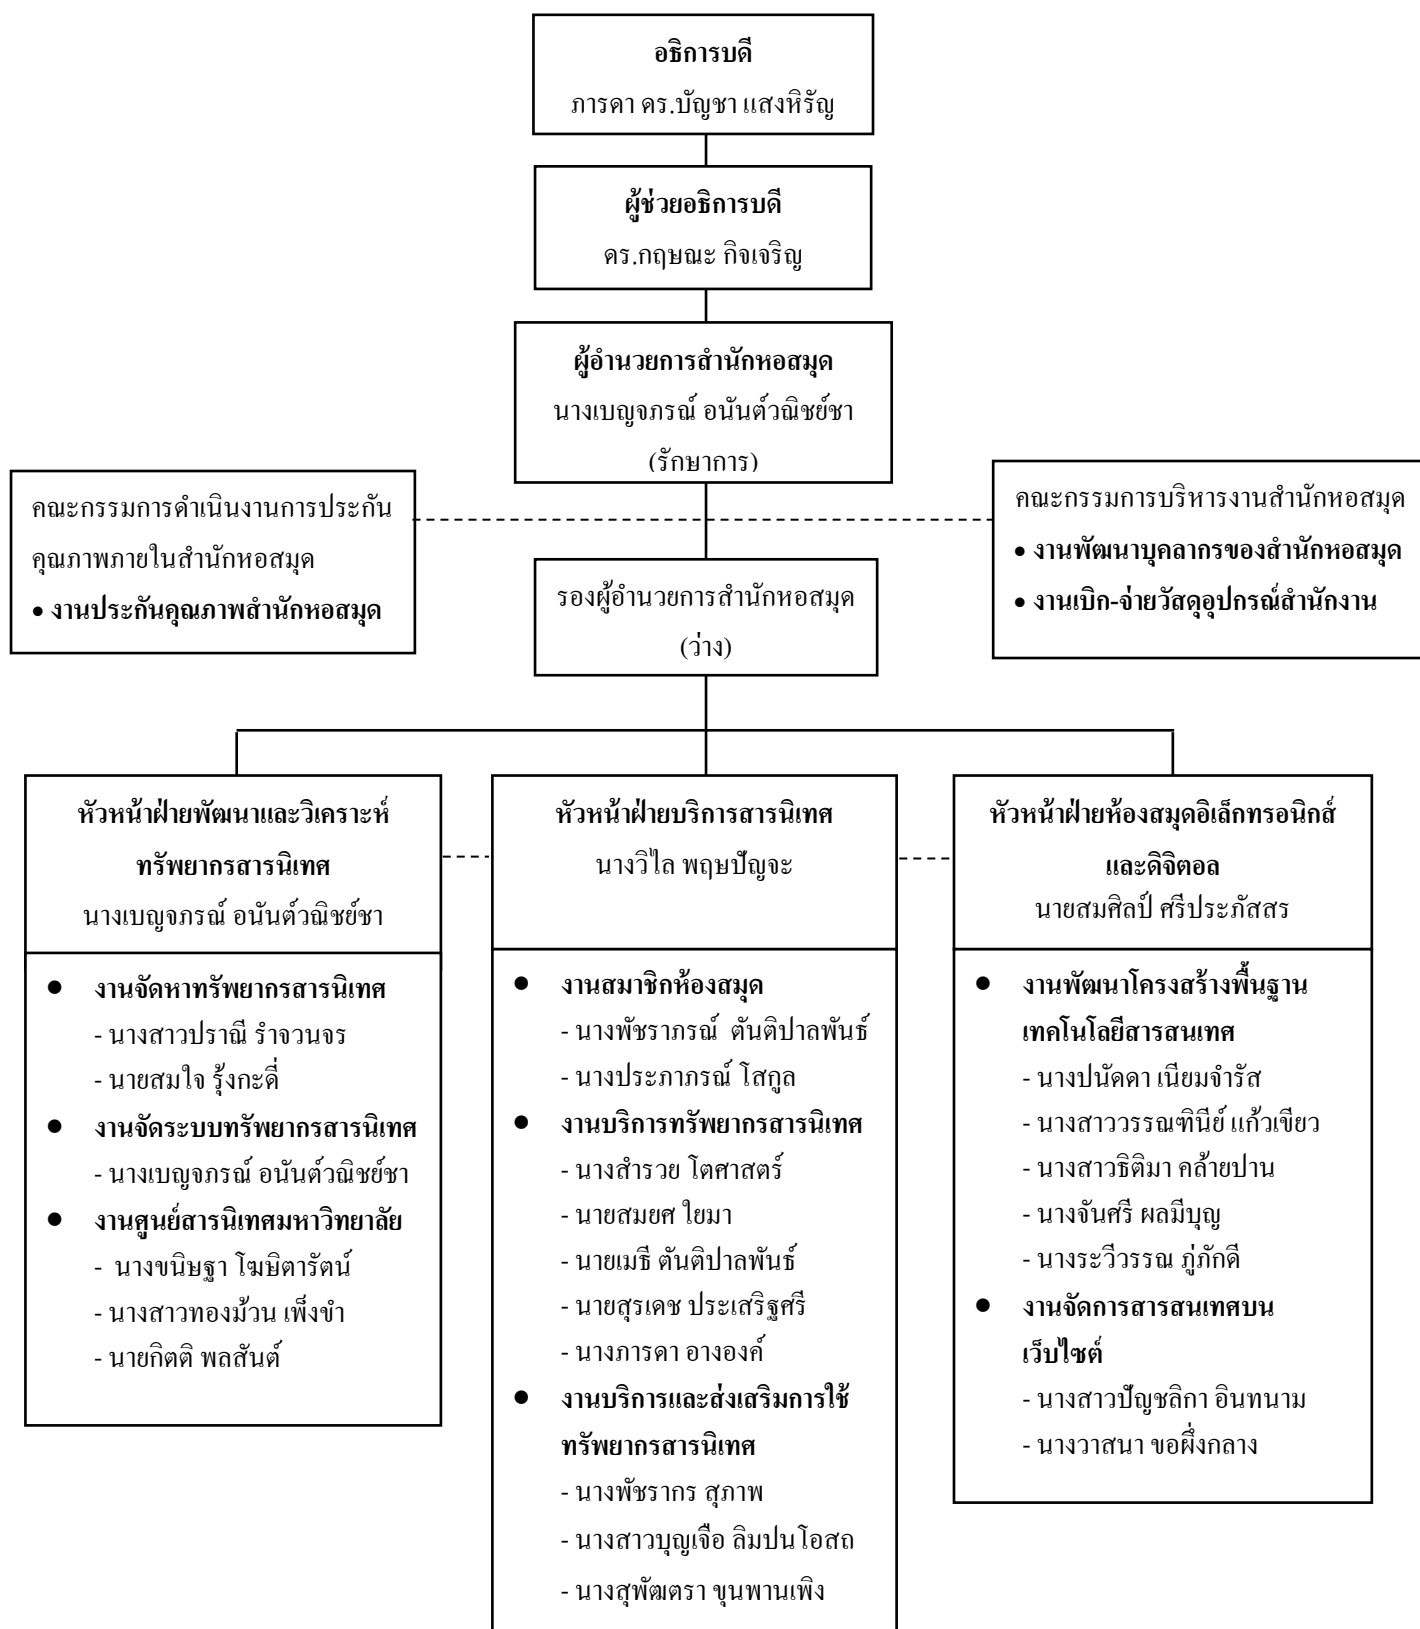 อธิการบดี
ภารดา ดร.บัญชา แสงหิรัญ
ผู้ช่วยอธิการบดี
ดร.กฤษณะ กิจเจริญ
ผู้อำนวยการสำนักหอสมุด
นางเบญจภรณ์ อนันต์วณิชย์ชา
(รักษาการ)
คณะกรรมการดำเนินงานการประกัน
คุณภาพภายในสำนักหอสมุด
• งานประกันคุณภาพสำนักหอสมุด
คณะกรรมการบริหารงานสำนักหอสมุด
• งานพัฒนาบุคลากรของสำนักหอสมุด
• งานเบิก-จ่ายวัสดุอุปกรณ์สำนักงาน
รองผู้อำนวยการสำนักหอสมุด
(ว่าง)
หัวหน้าฝ่ายพัฒนาและวิเคราะห์
ทรัพยากรสารนิเทศ
นางเบญจภรณ์ อนันต์วณิชย์ชา
● งานจัดหาทรัพยากรสารนิเทศ
- นางสาวปราณี รำจวนจร
- นายสมใจ รุ้งกะดี่
● งานจัดระบบทรัพยากรสารนิเทศ
- นางเบญจภรณ์ อนันต์วณิชย์ชา
● งานศูนย์สารนิเทศมหาวิทยาลัย
- นางขนิษฐา โฆษิตารัตน์
- นางสาวทองม้วน เพ็งขำ
- นายกิตติ พลสันต์
หัวหน้าฝ่ายบริการสารนิเทศ
นางวิไล พฤษปัญจะ
● งานสมาชิกห้องสมุด
- นางพัชราภรณ์ ตันติปาลพันธ์
- นางประภาภรณ์ โสกูล
● งานบริการทรัพยากรสารนิเทศ
- นางสำรวย โตศาสตร์
- นายสมยศ ใยมา
- นายเมธี ตันติปาลพันธ์
- นายสุรเดช ประเสริฐศรี
- นางภารดา อางองค์
● งานบริการและส่งเสริมการใช้
ทรัพยากรสารนิเทศ
- นางพัชรากร สุภาพ
- นางสาวบุญเจือ ลิมปนโอสถ
- นางสุพัฒตรา ขุนพานเพิง
หัวหน้าฝ่ายห้องสมุดอิเล็กทรอนิกส์
และดิจิตอล
นายสมศิลป์ ศรีประภัสสร
● งานพัฒนาโครงสร้างพื้นฐาน
เทคโนโลยีสารสนเทศ
- นางปนัดดา เนียมจำรัส
- นางสาววรรณฑินีย์ แก้วเขียว
- นางสาวธิติมา คล้ายปาน
- นางจันศรี ผลมีบุญ
- นางระวีวรรณ ภู่ภักดี
● งานจัดการสารสนเทศบน
เว็บไซต์
- นางสาวปัญชลิกา อินทนาม
- นางวาสนา ขอผึ่งกลาง